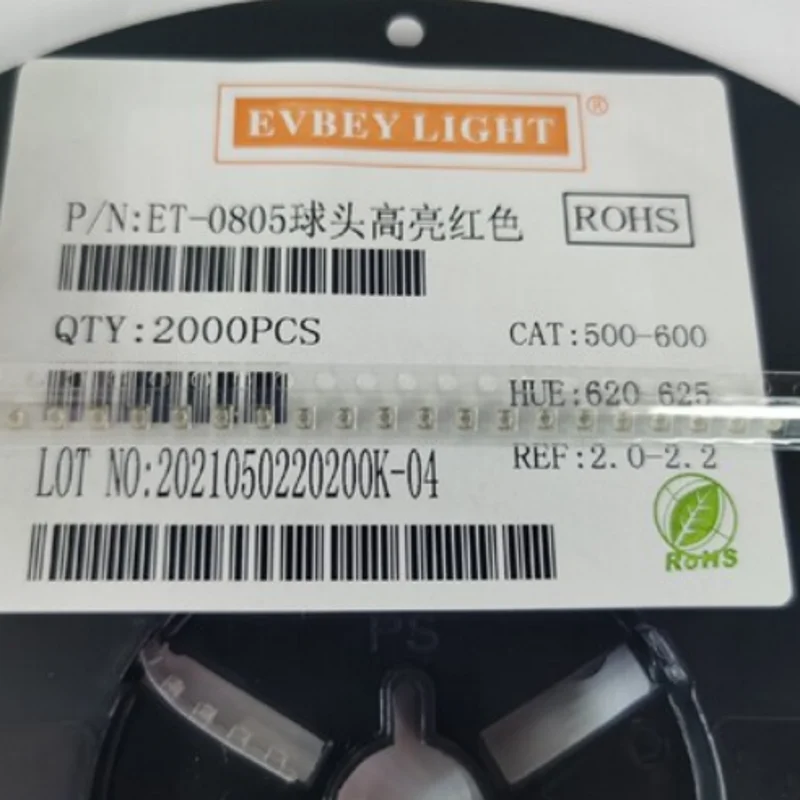 EVBEY LIGHT ®
P/N:ET-0805球头高亮红色
ROHS
QTY:2000PCS
CAT:500-600
HUE:620-625
LOT NO:2021050220200K-04
REF:2.0-2.2
RoHS
PS